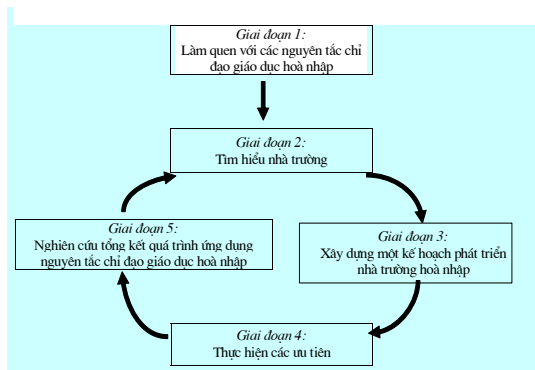 Giai đoạn 1:
Làm quen với các nguyên tắc chỉ
đạo giáo dục hoà nhập
Giai đoạn 2:
Tìm hiểu nhà trường
Giai đoạn 3:
Xây dựng một kế hoạch phát triển
nhà trường hoà nhập
Giai đoạn 4:
Thực hiện các ưu tiên
Giai đoạn 5:
Nghiên cứu tổng kết quá trình ứng dụng
nguyên tắc chỉ đạo giáo dục hoà nhập